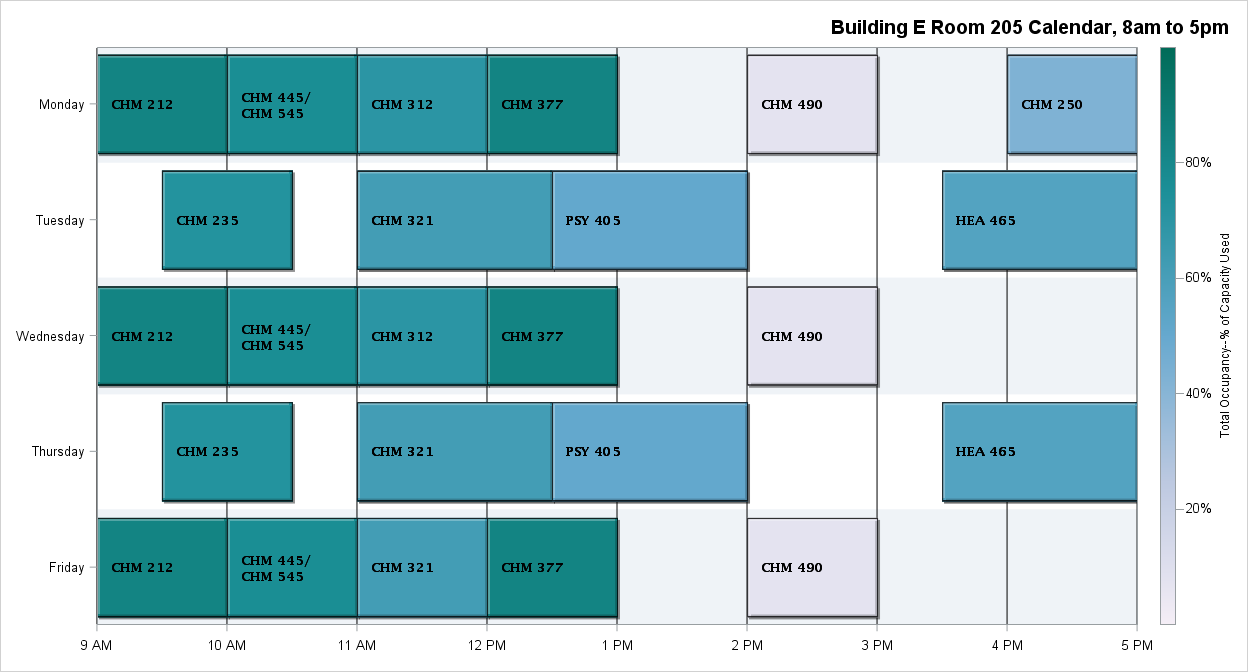 Building E Room 205 Calendar, 8am to 5pm
Monday
CHM 212
CHM 445/
CHM 545
CHM 312
CHM 377
CHM 490
CHM 250
Tuesday
CHM 235
CHM 321
PSY 405
HEA 465
Wednesday
CHM 212
CHM 445/
CHM 545
CHM 312
CHM 377
CHM 490
Thursday
CHM 235
CHM 321
PSY 405
HEA 465
Friday
CHM 212
CHM 445/
CHM 545
CHM 321
CHM 377
CHM 490
9 AM
10 AM
11 AM
12 PM
1 PM
2 PM
3 PM
4 PM
5 PM
80%
60%
40%
20%
Total Occupancy--% of Capacity Used